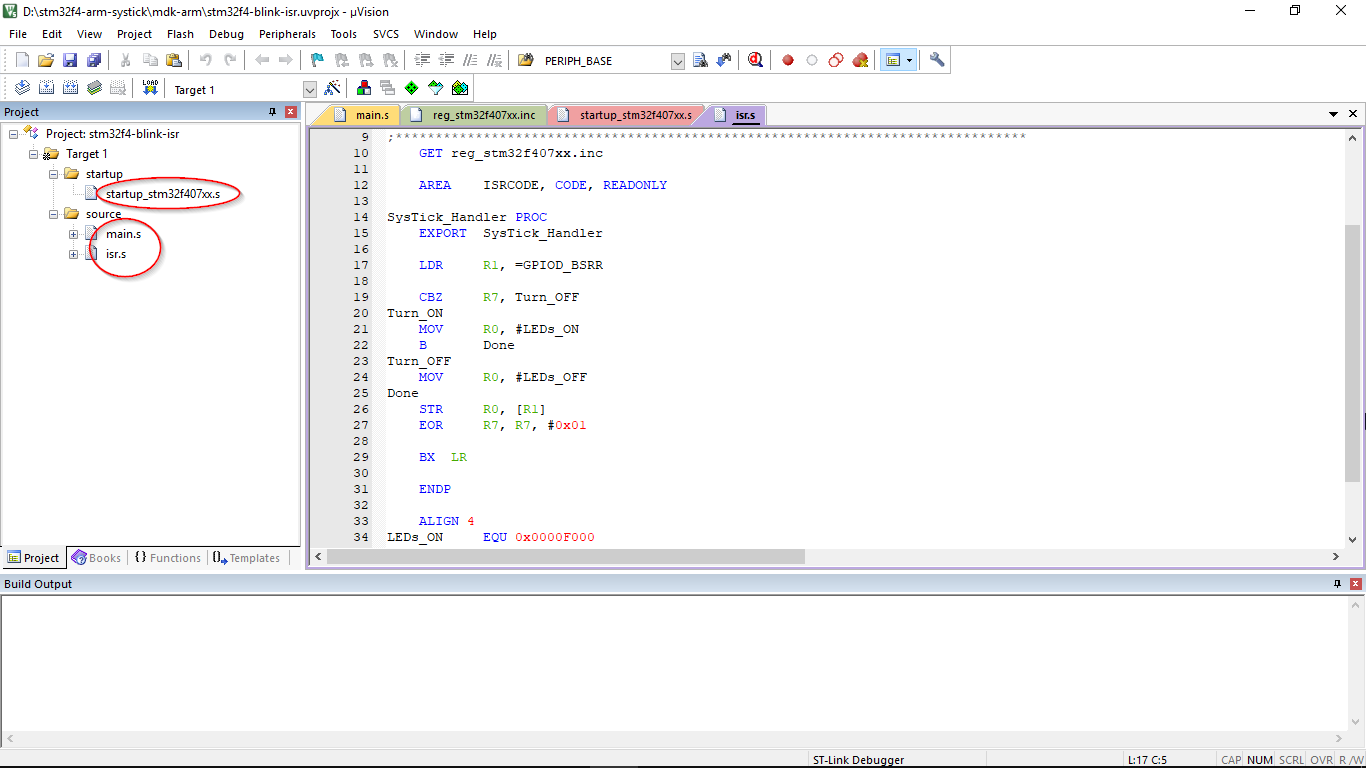 D:\stm32f4-arm-systick\mdk-arm\stm32f4-blink-isr.uvprojx - µVision
File Edit View Project Flash Debug Peripherals Tools SVCS Window Help
PERIPH_BASE
LOAD Target 1
Project
Project: stm32f4-blink-isr
Target 1
startup
startup_stm32f407xx.s
source
main.s
isr.s
Project Books {} Functions Templates
main.s reg_stm32f407xx.inc startup_stm32f407xx.s isr.s
9 ;*******************************************************************************
10 GET reg_stm32f407xx.inc
11
12 AREA ISRCODE, CODE, READONLY
13
14 SysTick_Handler PROC
15 EXPORT SysTick_Handler
16
17 LDR R1, =GPIOD_BSRR
18
19 CBZ R7, Turn_OFF
20 Turn_ON
21 MOV R0, #LEDs_ON
22 B Done
23 Turn_OFF
24 MOV R0, #LEDs_OFF
25 Done
26 STR R0, [R1]
27 EOR R7, R7, #0x01
28
29 BX LR
30
31 ENDP
32
33 ALIGN 4
34 LEDs_ON EQU 0x0000F000
Build Output
ST-Link Debugger L:17 C:5 CAP NUM SCRL OVR R /W